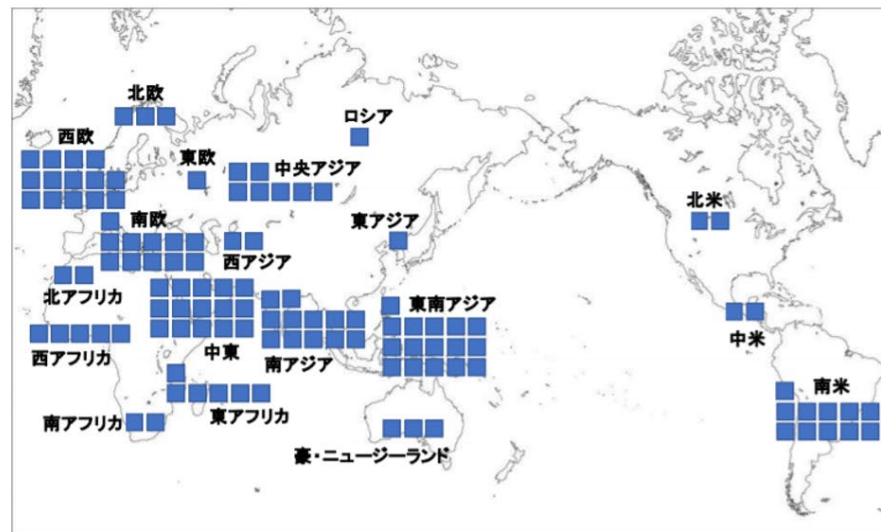 北欧
ロシア
西欧
東欧
中央アジア
北米
東アジア
南欧
西アジア
北アフリカ
東南アジア
西アフリカ
中東
南アジア
中米
南米
南アフリカ
東アフリカ
豪・ニュージーランド